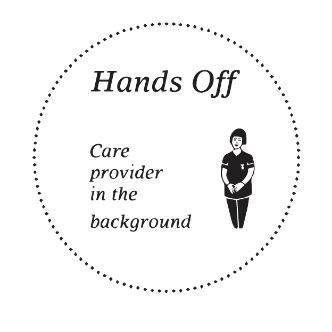 Hands Off
Care
provider
in the
background